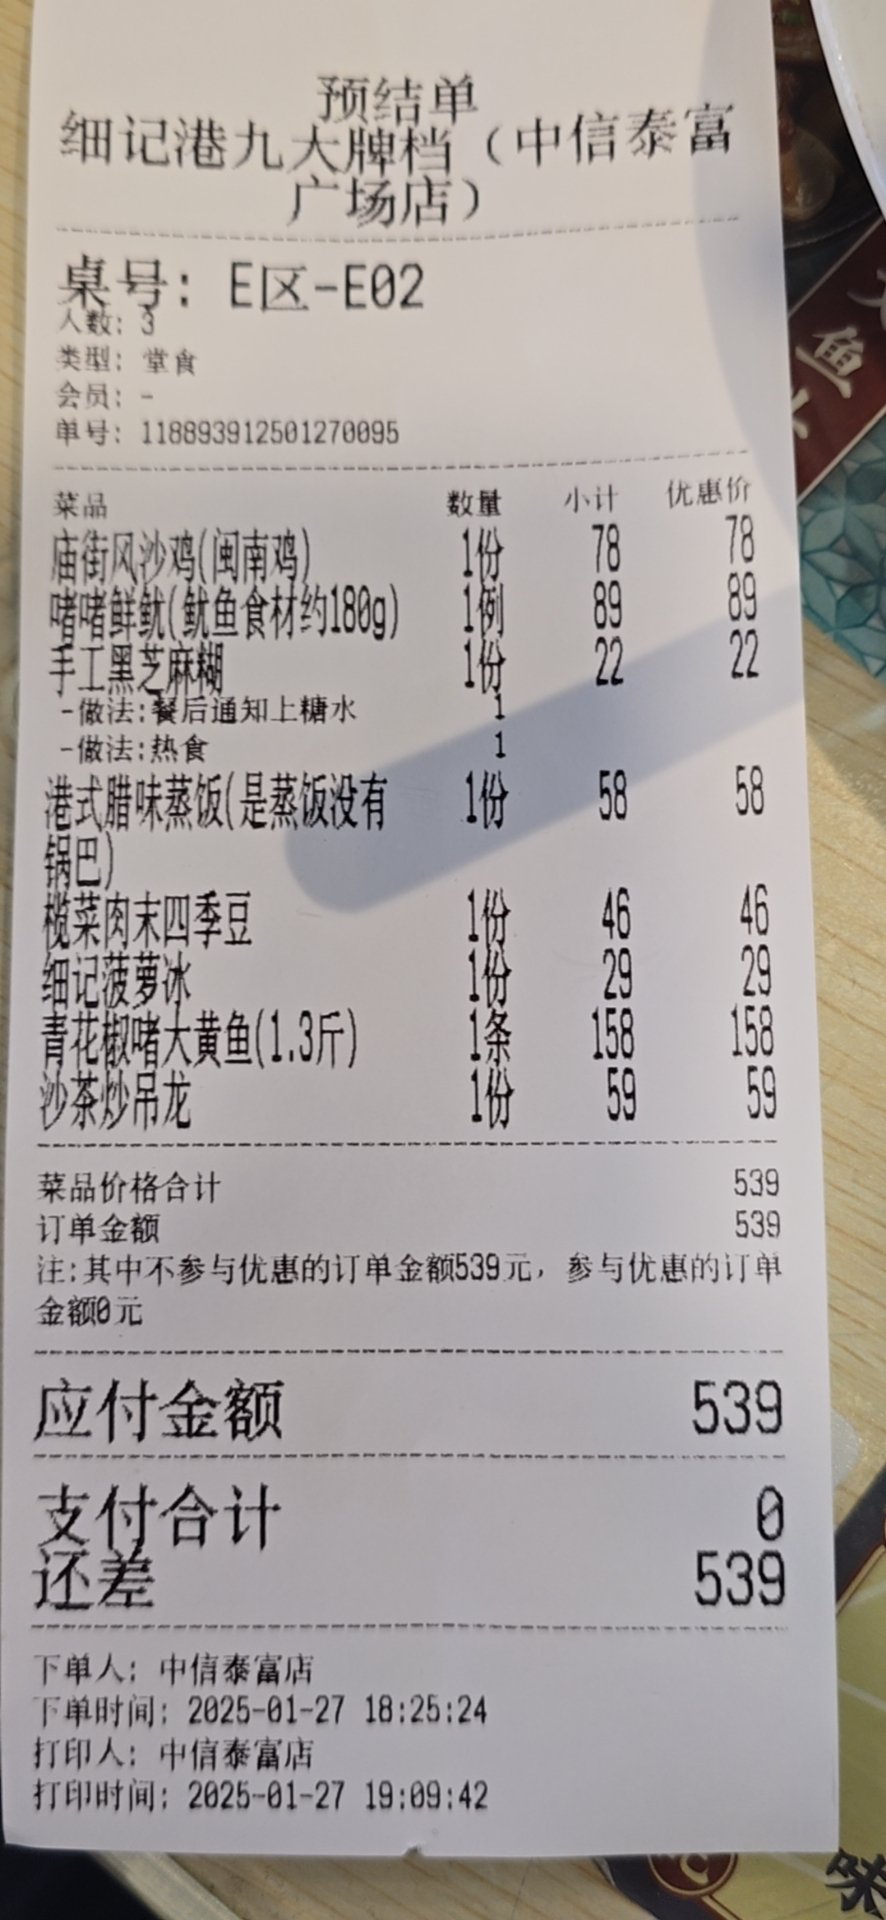 预结单
细记港九大牌档（中信泰富
广场店）
桌号: E区-E02
人数: 3
类型: 堂食
会员: -
单号: 118893912501270095
菜品 数量 小计 优惠价
庙街风沙鸡(闽南鸡) 1份 78 78
啫啫鲜鱿(鱿鱼食材约180g) 1例 89 89
手工黑芝麻糊 1份 22 22
-做法:餐后通知上糖水 1
-做法:热食 1
港式腊味蒸饭(是蒸饭没有 1份 58 58
锅巴)
榄菜肉末四季豆 1份 46 46
细记菠萝冰 1份 29 29
青花椒啫大黄鱼(1.3斤) 1条 158 158
沙茶炒吊龙 1份 59 59
菜品价格合计 539
订单金额 539
注:其中不参与优惠的订单金额539元，参与优惠的订单
金额0元
应付金额 539
支付合计 0
还差 539
下单人: 中信泰富店
下单时间: 2025-01-27 18:25:24
打印人: 中信泰富店
打印时间: 2025-01-27 19:09:42
鱼
味